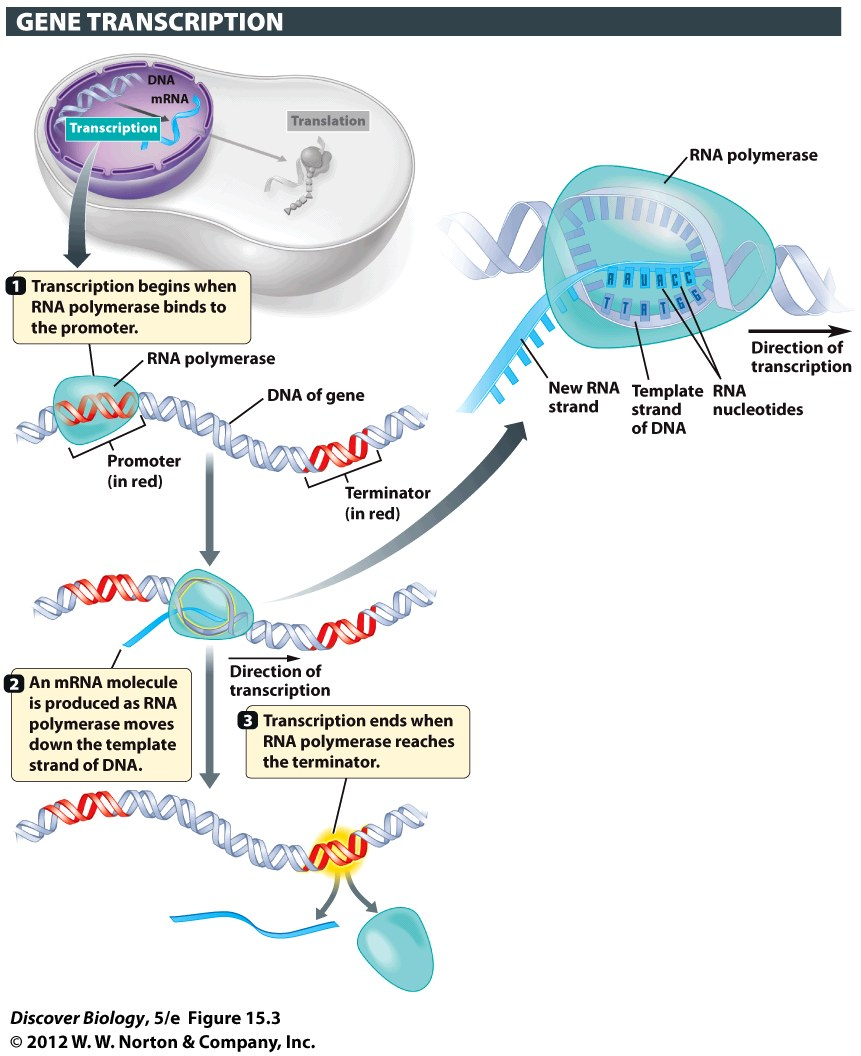 GENE TRANSCRIPTION
DNA
mRNA
Transcription
Translation
1 Transcription begins when
RNA polymerase binds to
the promoter.
RNA polymerase
DNA of gene
Promoter
(in red)
Terminator
(in red)
RNA polymerase
A A U A C C
T T A T G G
Direction of
transcription
New RNA
strand
Template
strand
of DNA
RNA
nucleotides
Direction of
transcription
2 An mRNA molecule
is produced as RNA
polymerase moves
down the template
strand of DNA.
3 Transcription ends when
RNA polymerase reaches
the terminator.
Discover Biology, 5/e Figure 15.3
© 2012 W. W. Norton & Company, Inc.